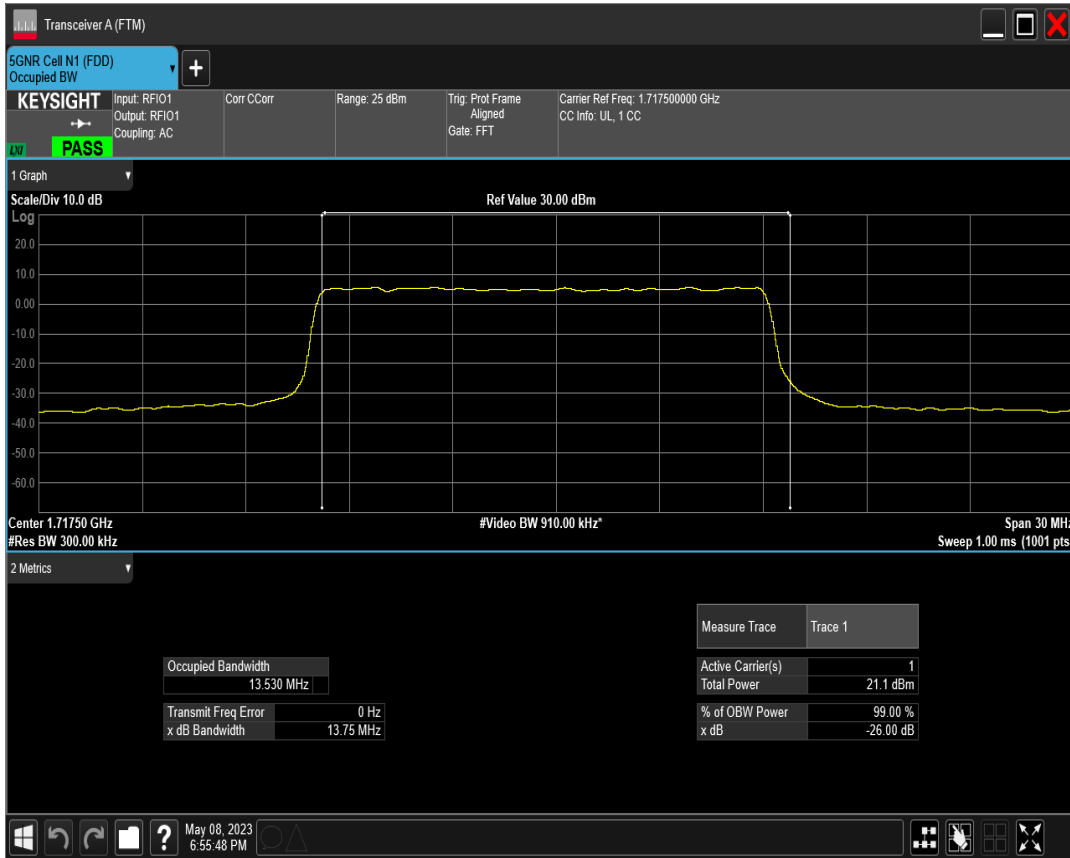 Transceiver A (FTM)
5GNR Cell N1 (FDD)
Occupied BW
+
KEYSIGHT
LXI
PASS
Input: RFIO1
Output: RFIO1
Coupling: AC
Corr CCorr
Range: 25 dBm
Trig: Prot Frame
Aligned
Gate: FFT
Carrier Ref Freq: 1.717500000 GHz
CC Info: UL, 1 CC
1 Graph
Scale/Div 10.0 dB
Ref Value 30.00 dBm
Log
20.0
10.0
0.00
-10.0
-20.0
-30.0
-40.0
-50.0
-60.0
Center 1.71750 GHz
#Video BW 910.00 kHz*
Span 30 MHz
#Res BW 300.00 kHz
Sweep 1.00 ms (1001 pts
2 Metrics
Measure Trace Trace 1
Occupied Bandwidth
13.530 MHz
Active Carrier(s) 1
Total Power 21.1 dBm
Transmit Freq Error 0 Hz
x dB Bandwidth 13.75 MHz
% of OBW Power 99.00 %
x dB -26.00 dB
?
May 08, 2023
6:55:48 PM